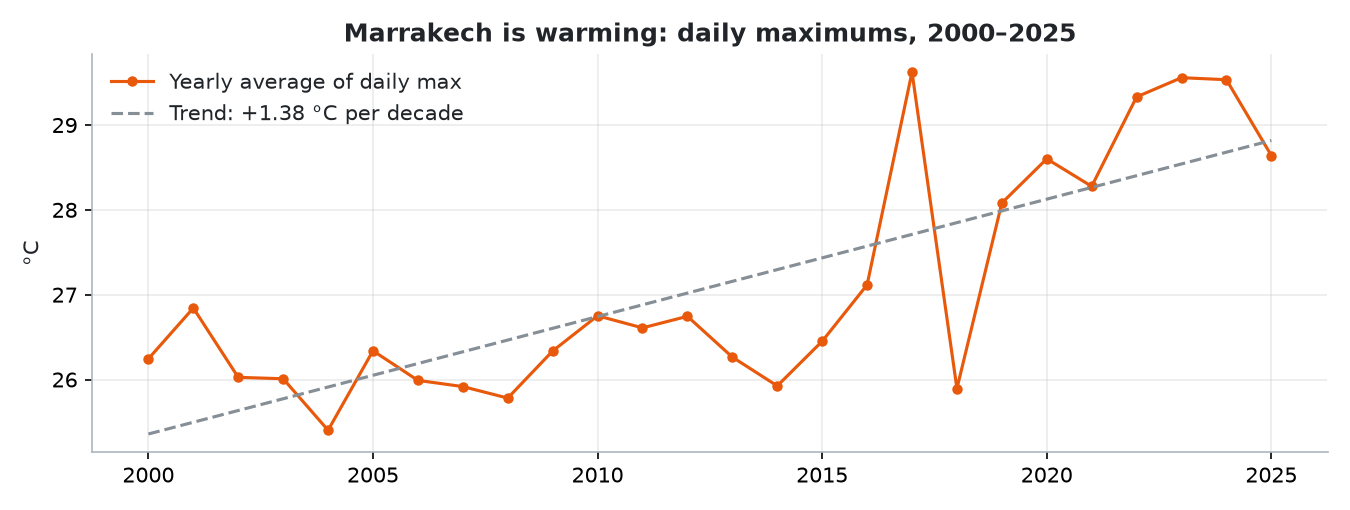 Marrakech is warming: daily maximums, 2000–2025
Yearly average of daily max
Trend: +1.38 °C per decade
°C
29
28
27
26
2000 2005 2010 2015 2020 2025